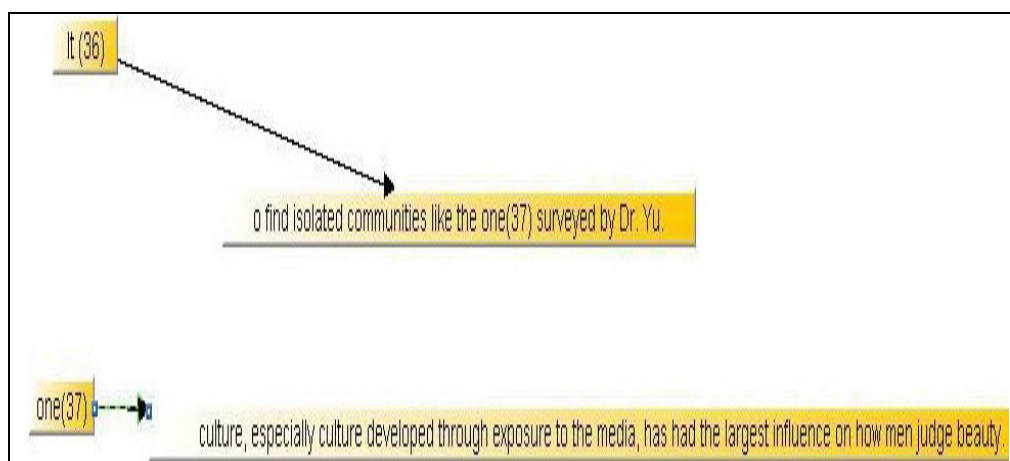 It (36)
o find isolated communities like the one(37) surveyed by Dr. Yu.
one(37)
culture, especially culture developed through exposure to the media, has had the largest influence on how men judge beauty.